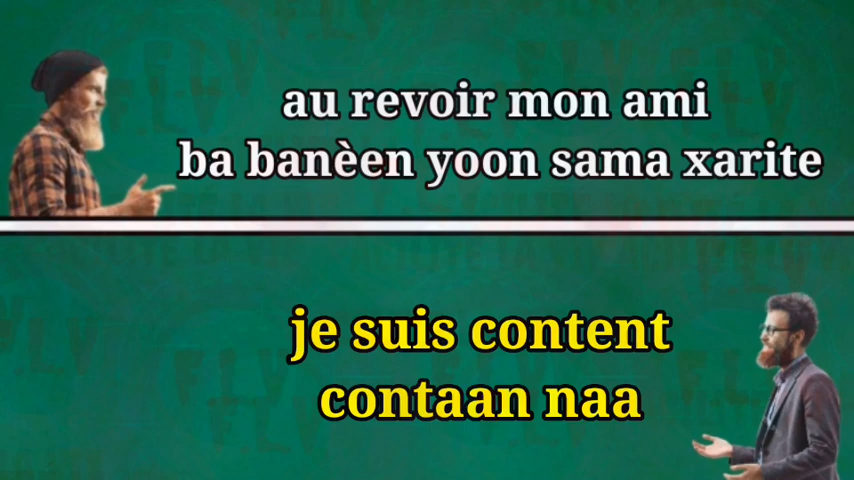 au revoir mon ami
ba banèen yoon sama xarite
je suis content
contaan naa